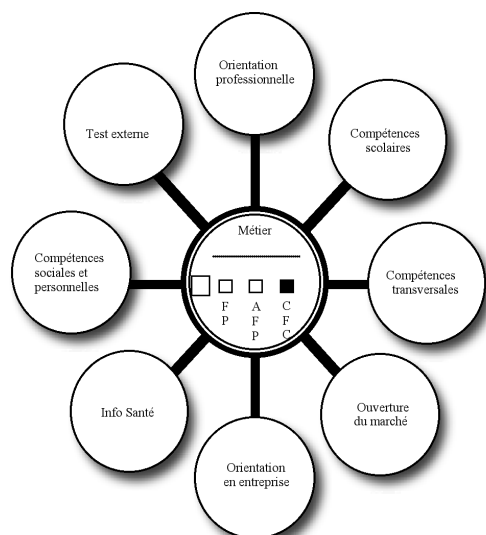 Orientation
professionnelle
Test externe
Compétences
scolaires
Métier
Compétences
sociales et
personnelles
Compétences
transversales
F
P
A
F
P
C
F
C
Info Santé
Ouverture
du marché
Orientation
en entreprise